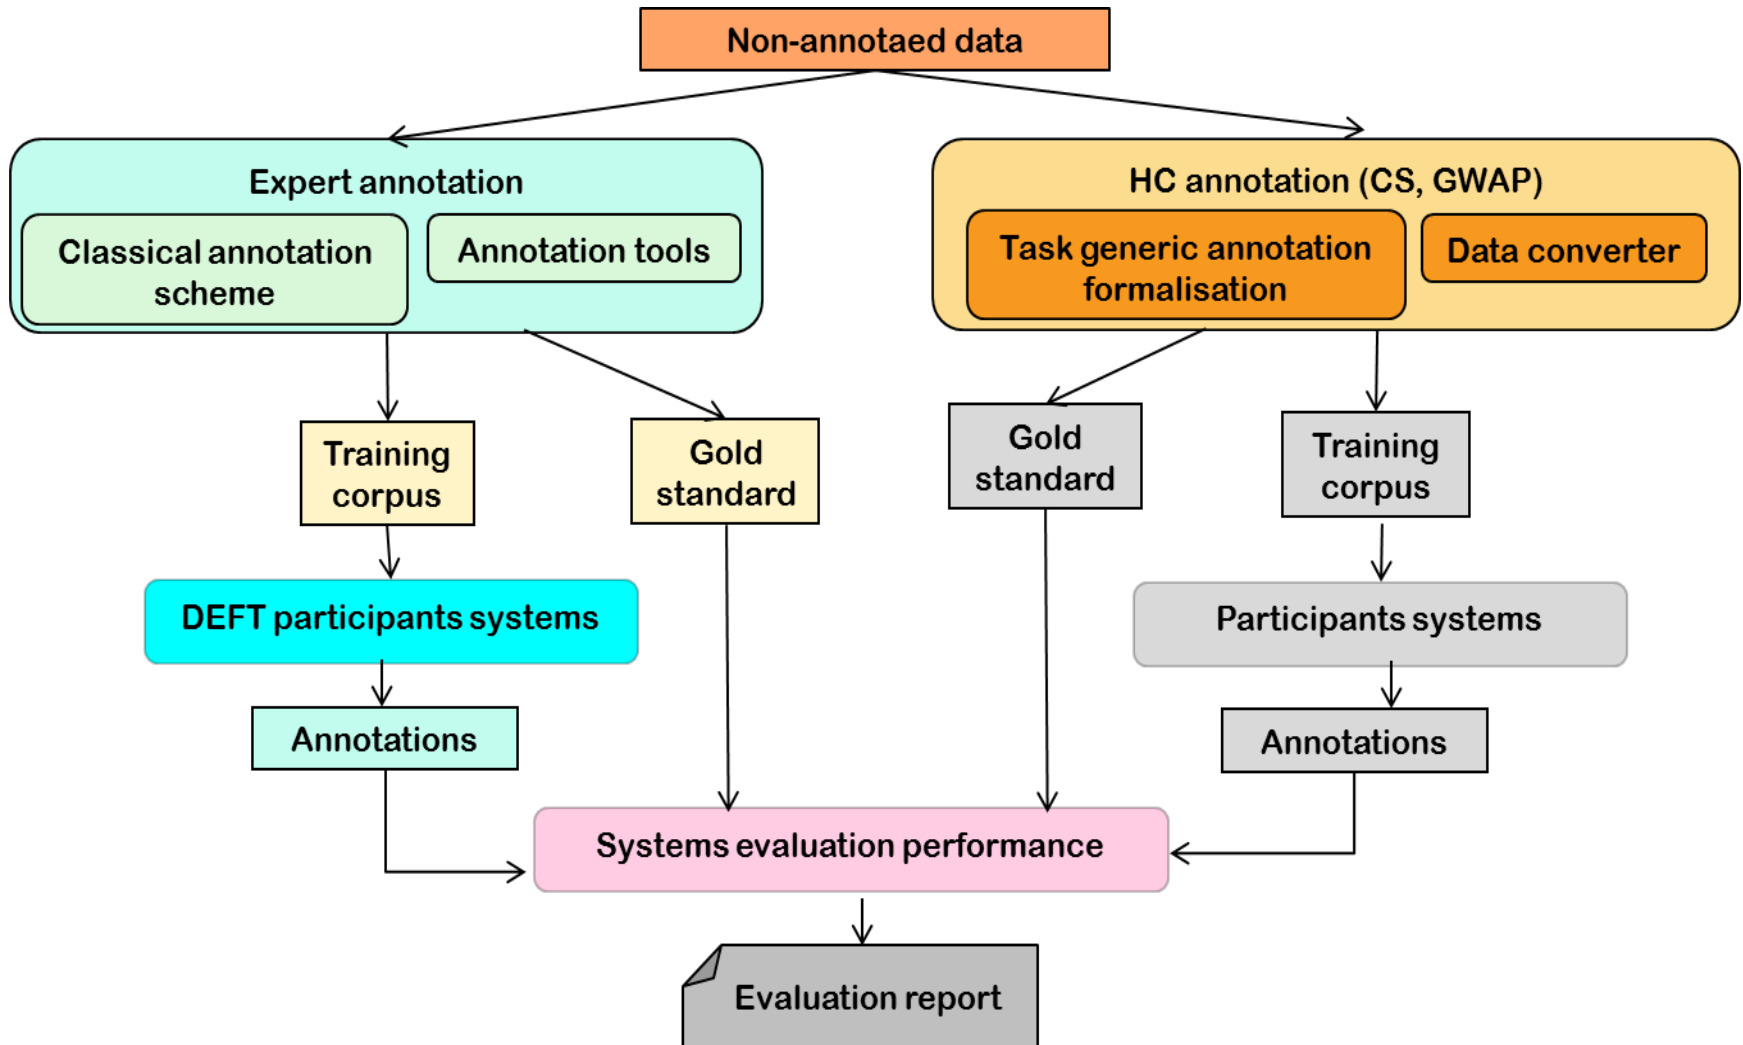 Non-annotaed data
Expert annotation
Classical annotation
scheme
Annotation tools
HC annotation (CS, GWAP)
Task generic annotation
formalisation
Data converter
Training
corpus
Gold
standard
Gold
standard
Training
corpus
DEFT participants systems
Participants systems
Annotations
Annotations
Systems evaluation performance
Evaluation report